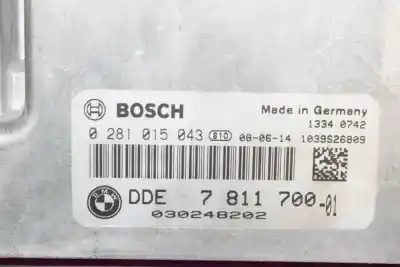 BOSCH
Made in Germany
1334 0742
0 281 015 043 810 08-06-14 1039S26809
BMW
DDE 7 811 700-01
030248202